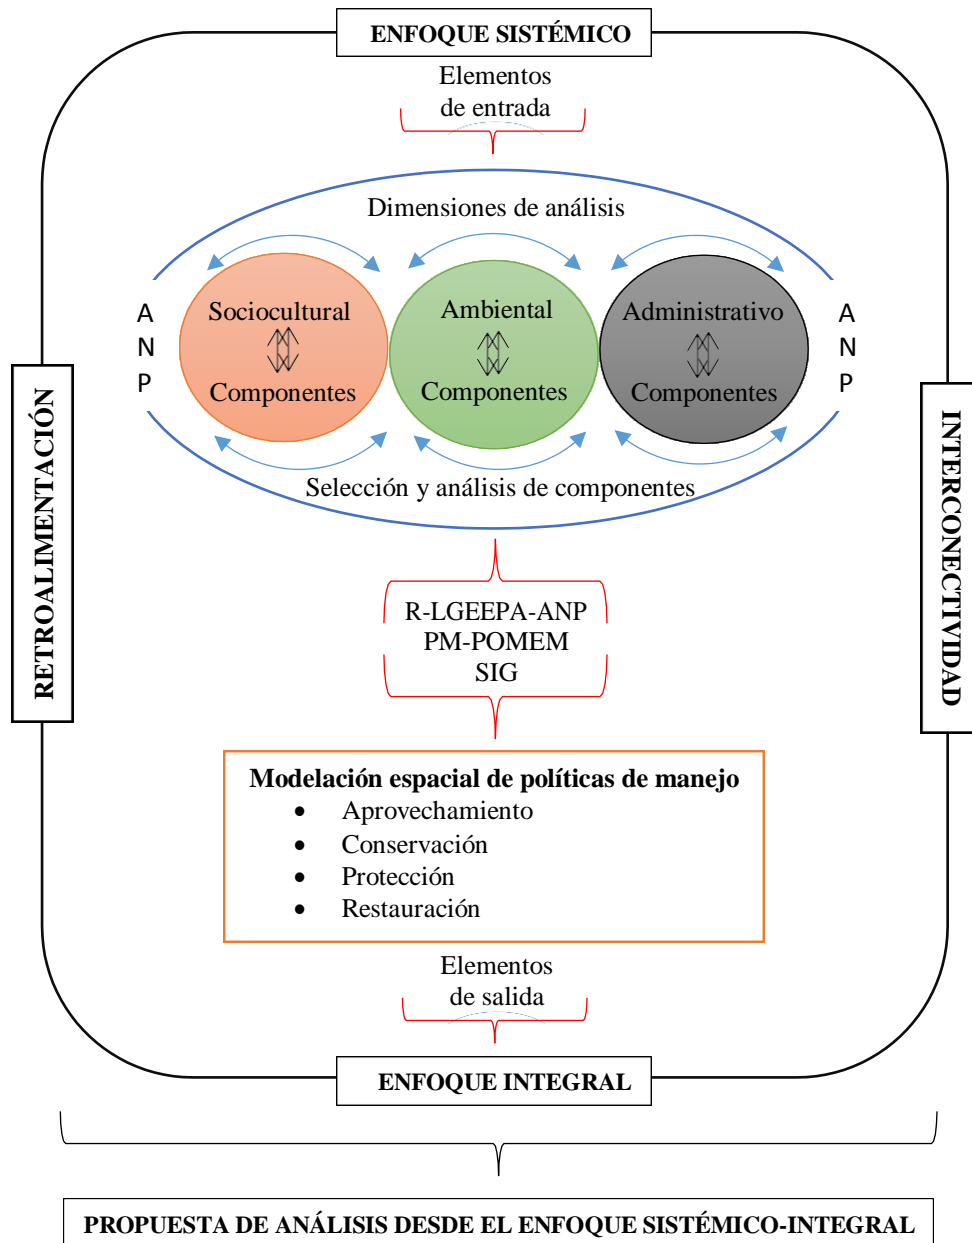 ENFOQUE SISTÉMICO
Elementos
de entrada
Dimensiones de análisis
A
N
P
Sociocultural
Componentes
Ambiental
Componentes
Administrativo
Componentes
A
N
P
Selección y análisis de componentes
RETROALIMENTACIÓN
INTERCONECTIVIDAD
R-LGEEPA-ANP
PM-POMEM
SIG
Modelación espacial de políticas de manejo
• Aprovechamiento
• Conservación
• Protección
• Restauración
Elementos
de salida
ENFOQUE INTEGRAL
PROPUESTA DE ANÁLISIS DESDE EL ENFOQUE SISTÉMICO-INTEGRAL